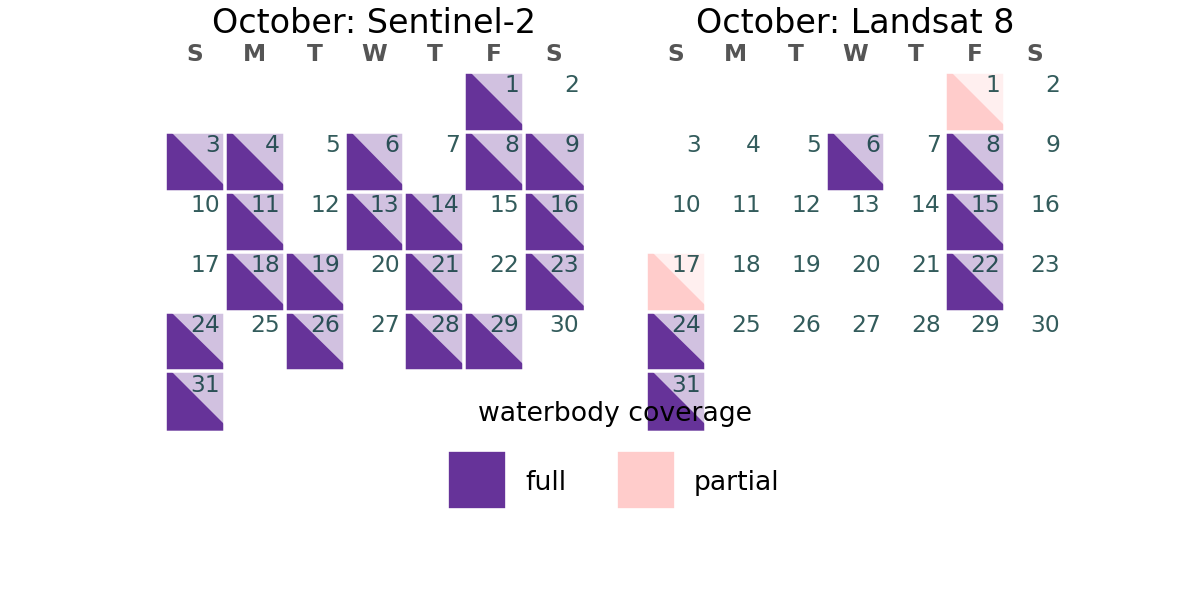 October: Sentinel-2
S M T W T F S
1 2
3 4 5 6 7 8 9
10 11 12 13 14 15 16
17 18 19 20 21 22 23
24 25 26 27 28 29 30
31
October: Landsat 8
S M T W T F S
1 2
3 4 5 6 7 8 9
10 11 12 13 14 15 16
17 18 19 20 21 22 23
24 25 26 27 28 29 30
31
waterbody coverage
full partial